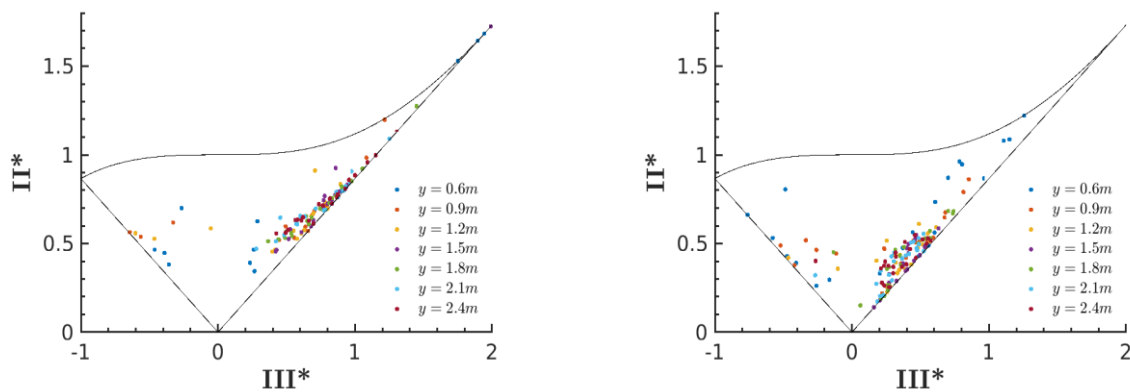 II*
1.5
1
0.5
0
-1
0
1
2
III*
y = 0.6m
y = 0.9m
y = 1.2m
y = 1.5m
y = 1.8m
y = 2.1m
y = 2.4m
II*
1.5
1
0.5
0
-1
0
1
2
III*
y = 0.6m
y = 0.9m
y = 1.2m
y = 1.5m
y = 1.8m
y = 2.1m
y = 2.4m